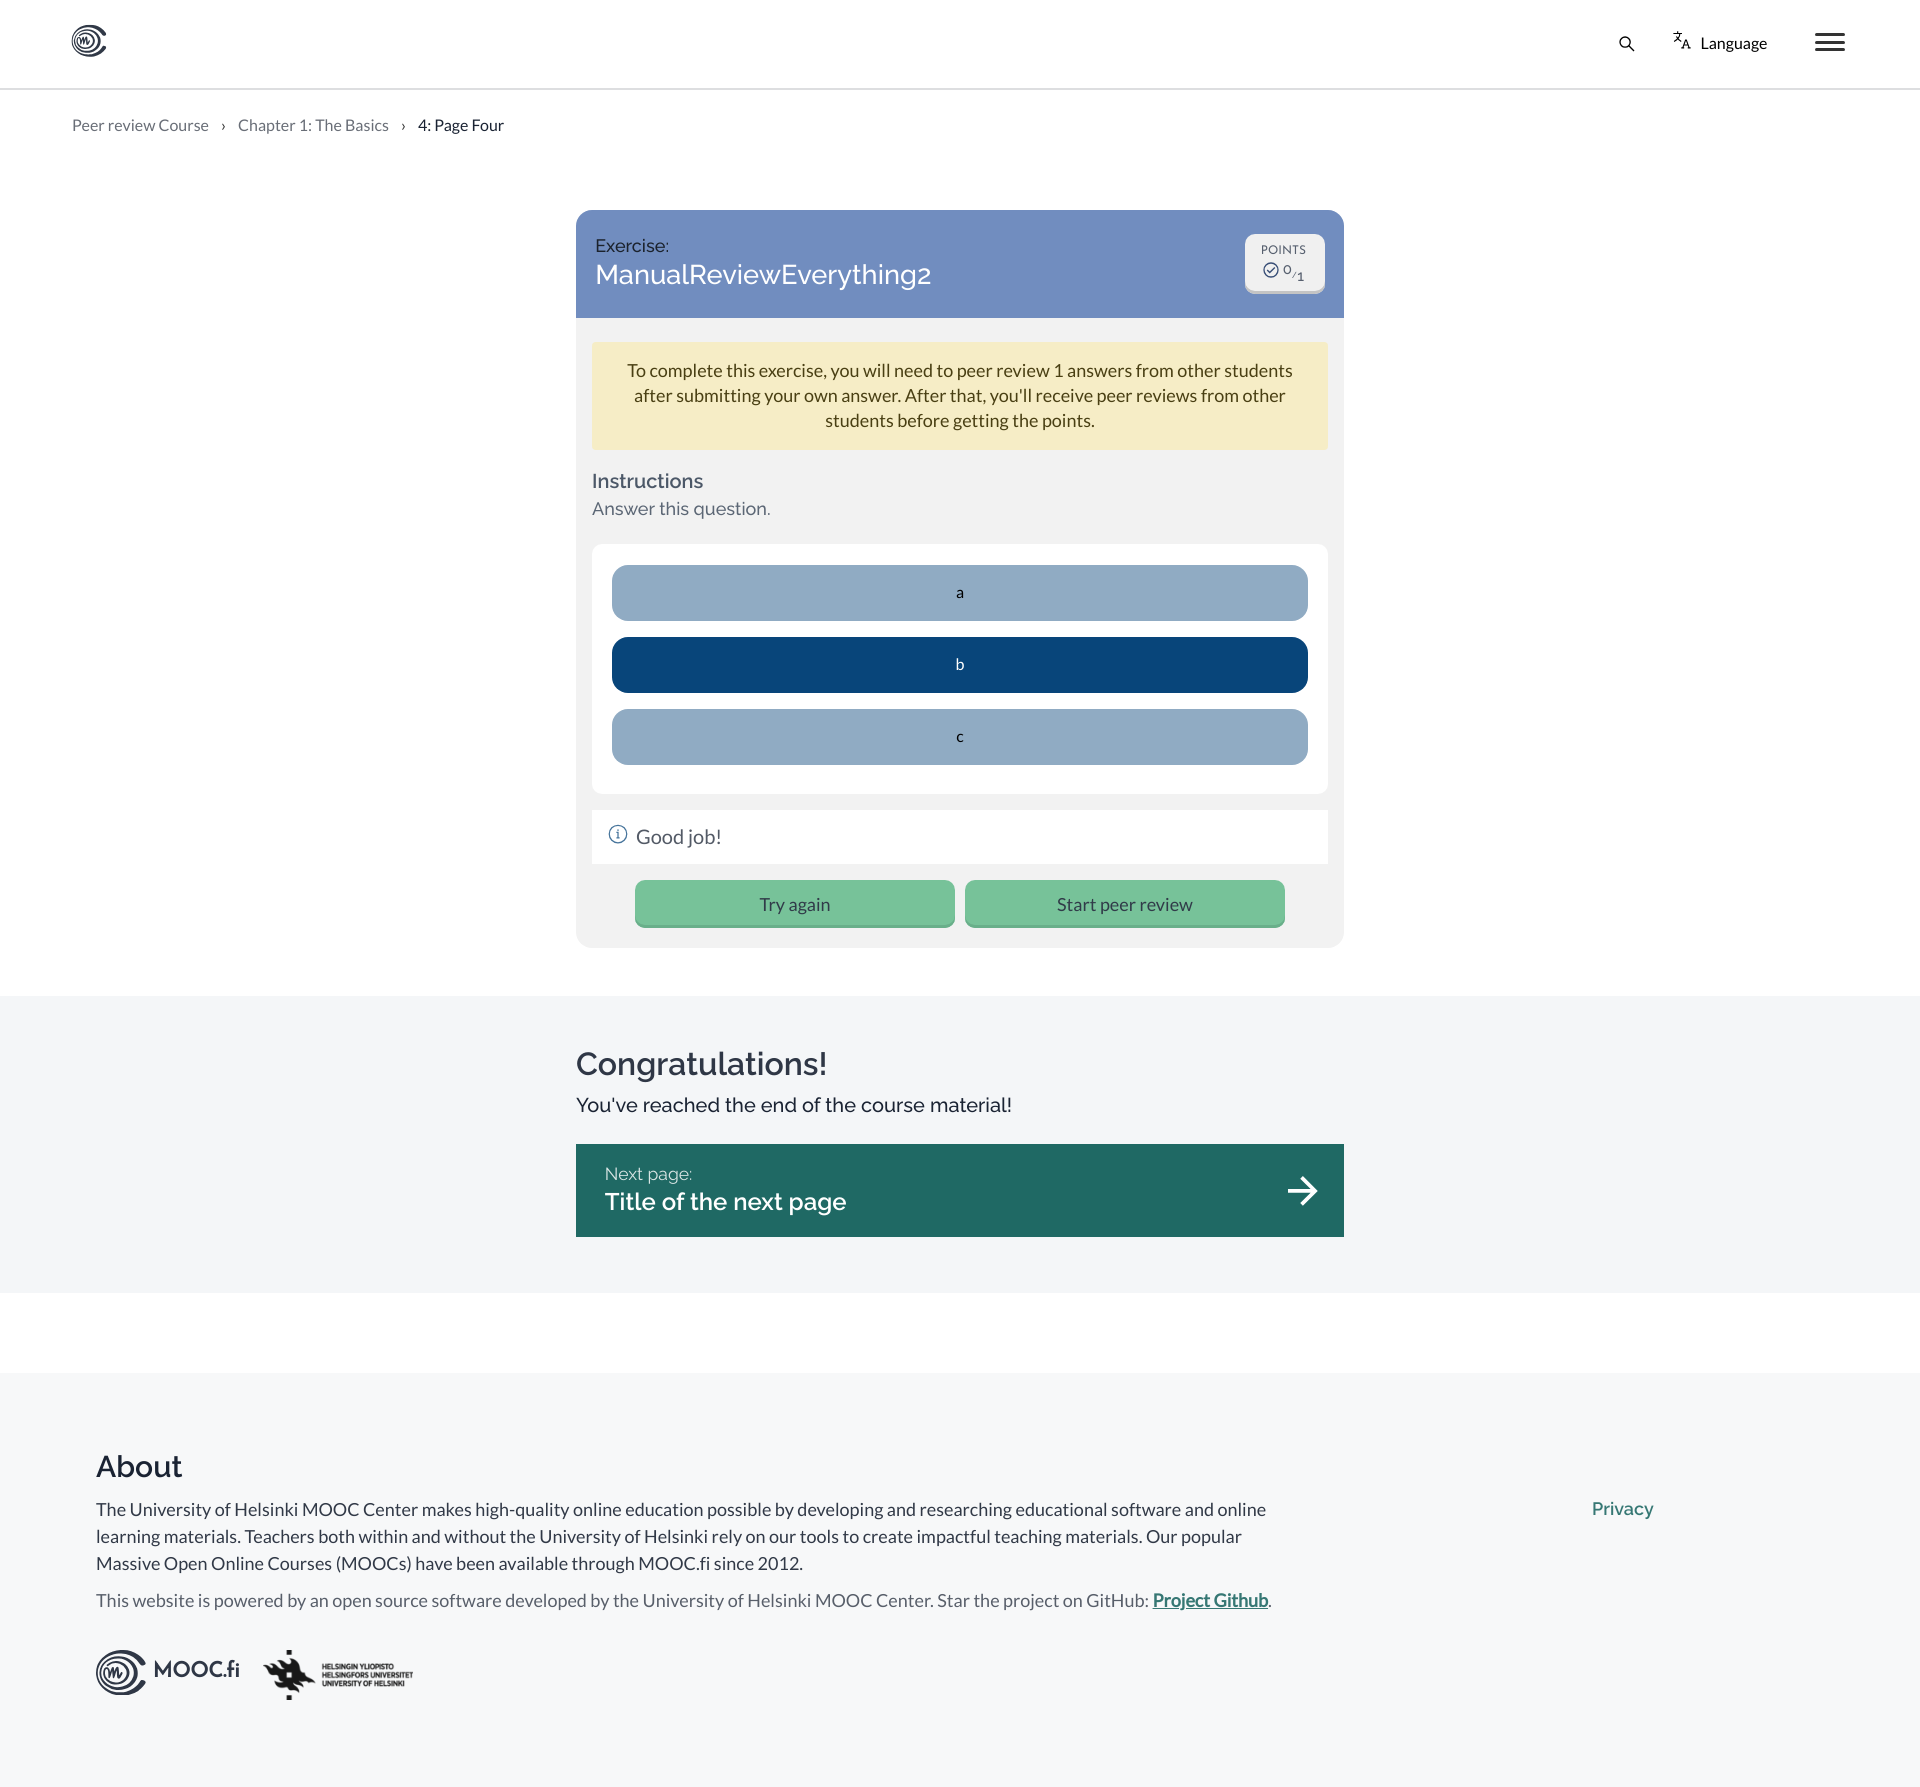 Language
Peer review Course › Chapter 1: The Basics › 4: Page Four
Exercise:
ManualReviewEverything2
POINTS
0/1
To complete this exercise, you will need to peer review 1 answers from other students
after submitting your own answer. After that, you'll receive peer reviews from other
students before getting the points.
Instructions
Answer this question.
a
b
c
Good job!
Try again
Start peer review
Congratulations!
You've reached the end of the course material!
Next page:
Title of the next page
About
The University of Helsinki MOOC Center makes high-quality online education possible by developing and researching educational software and online
learning materials. Teachers both within and without the University of Helsinki rely on our tools to create impactful teaching materials. Our popular
Massive Open Online Courses (MOOCs) have been available through MOOC.fi since 2012.
This website is powered by an open source software developed by the University of Helsinki MOOC Center. Star the project on GitHub: Project Github.
Privacy
MOOC.fi
HELSINGIN YLIOPISTO
HELSINGFORS UNIVERSITET
UNIVERSITY OF HELSINKI